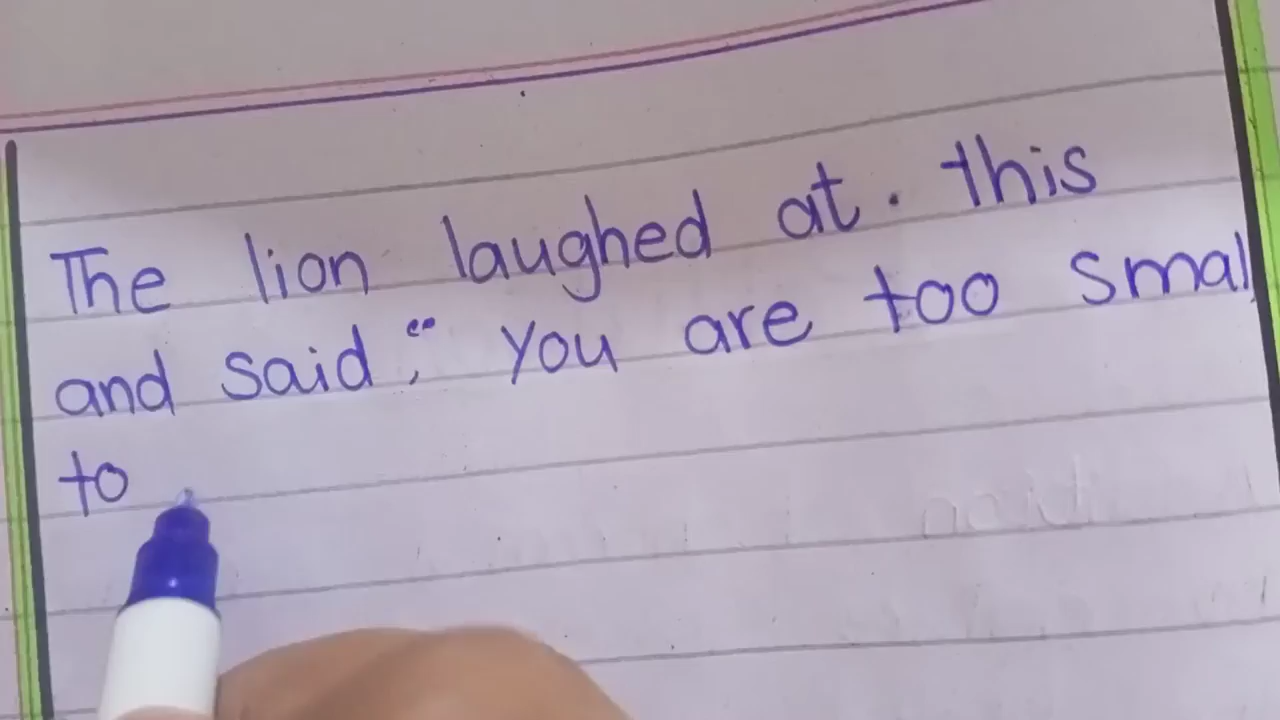 The lion laughed at. this
and said, " You are too smal
to